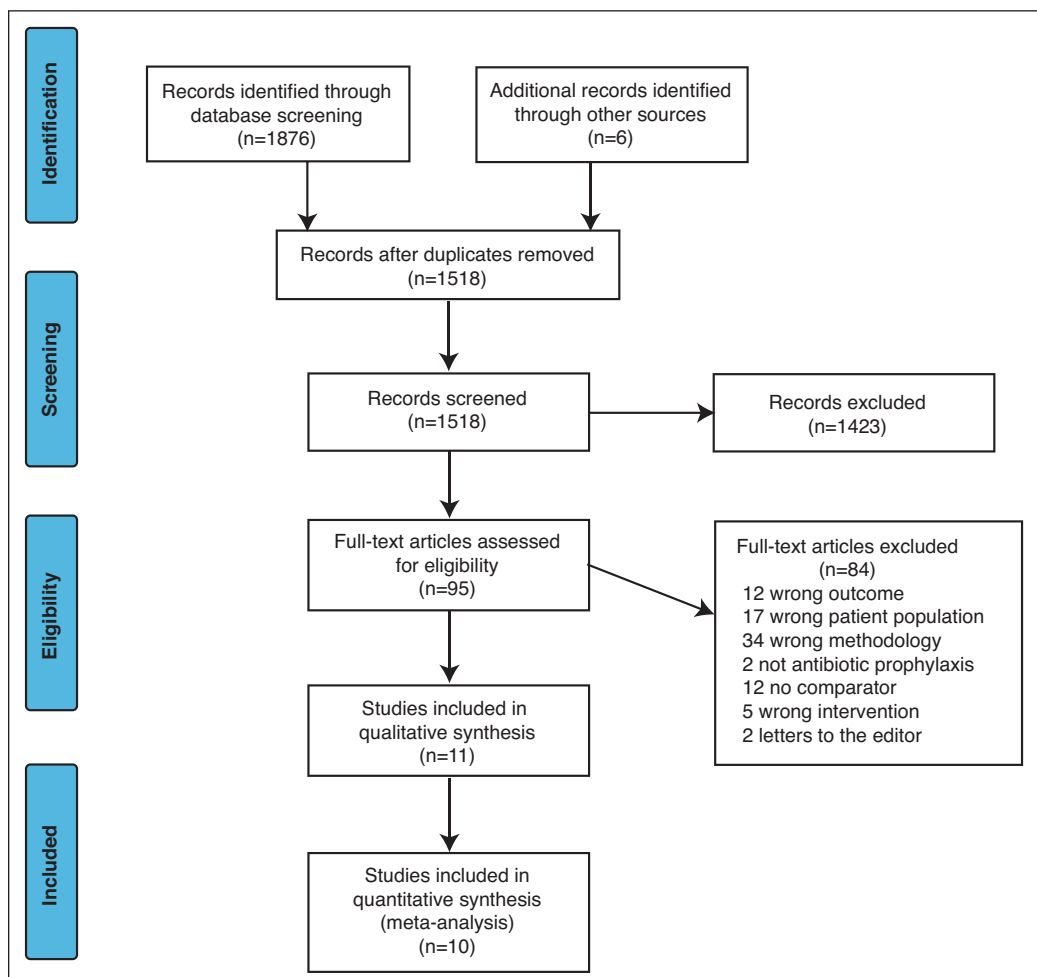 Identification
Records identified through
database screening
(n=1876)
Additional records identified
through other sources
(n=6)
Records after duplicates removed
(n=1518)
Screening
Records screened
(n=1518)
Records excluded
(n=1423)
Eligibility
Full-text articles assessed
for eligibility
(n=95)
Full-text articles excluded
(n=84)
12 wrong outcome
17 wrong patient population
34 wrong methodology
2 not antibiotic prophylaxis
12 no comparator
5 wrong intervention
2 letters to the editor
Studies included in
qualitative synthesis
(n=11)
Included
Studies included in
quantitative synthesis
(meta-analysis)
(n=10)